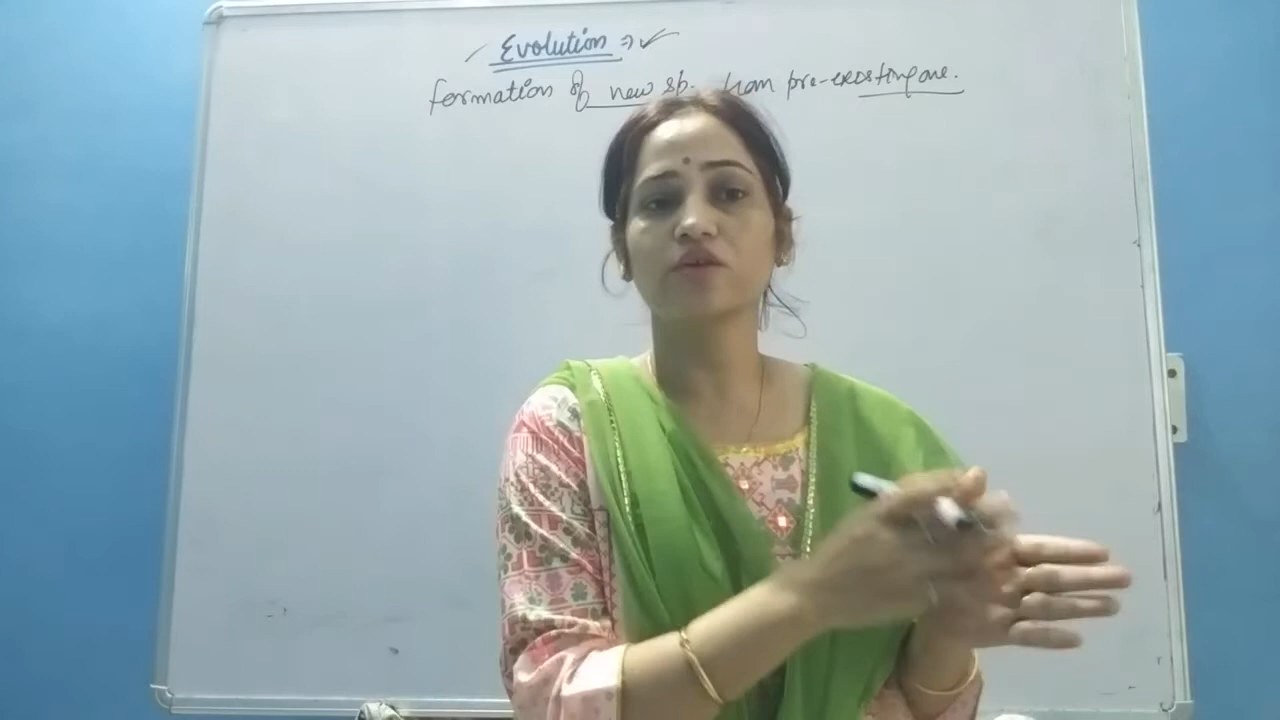 Evolution ⇒ ✓
formation of new sp. from pre-existing one.